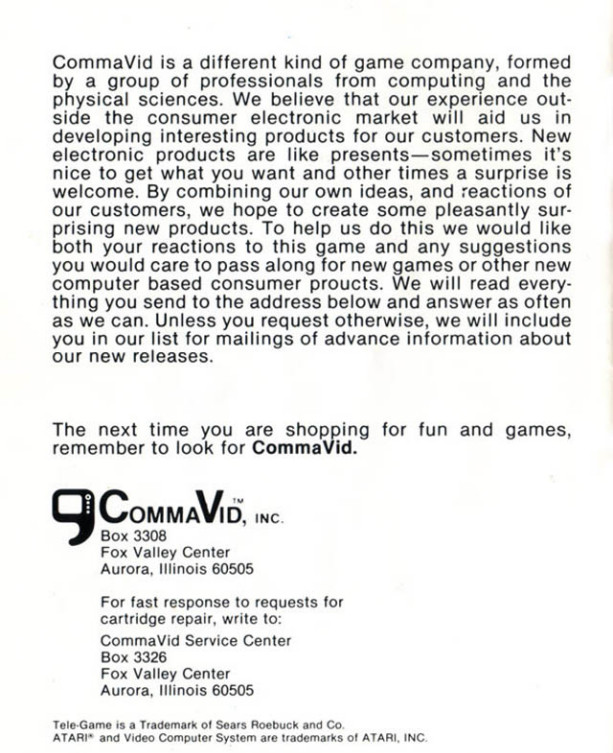 CommaVid is a different kind of game company, formed
by a group of professionals from computing and the
physical sciences. We believe that our experience out-
side the consumer electronic market will aid us in
developing interesting products for our customers. New
electronic products are like presents—sometimes it's
nice to get what you want and other times a surprise is
welcome. By combining our own ideas, and reactions of
our customers, we hope to create some pleasantly sur-
prising new products. To help us do this we would like
both your reactions to this game and any suggestions
you would care to pass along for new games or other new
computer based consumer proucts. We will read every-
thing you send to the address below and answer as often
as we can. Unless you request otherwise, we will include
you in our list for mailings of advance information about
our new releases.
The next time you are shopping for fun and games,
remember to look for CommaVid.
COMMAVID,™ INC.
Box 3308
Fox Valley Center
Aurora, Illinois 60505
For fast response to requests for
cartridge repair, write to:
CommaVid Service Center
Box 3326
Fox Valley Center
Aurora, Illinois 60505
Tele-Game is a Trademark of Sears Roebuck and Co.
ATARI® and Video Computer System are trademarks of ATARI, INC.